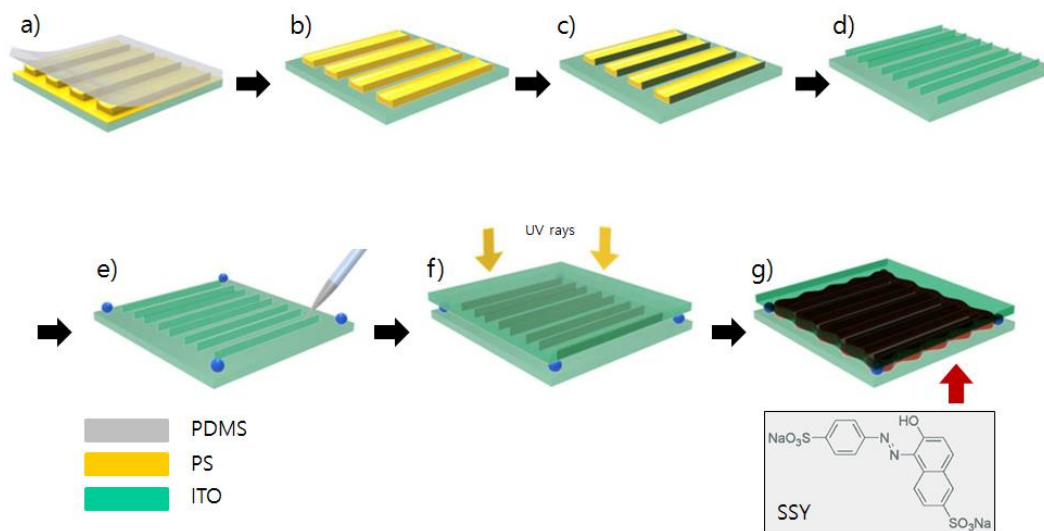 a)
b)
c)
d)
e)
f)
g)
UV rays
PDMS
PS
ITO
NaO₃S
N
N
HO
SO₃Na
SSY